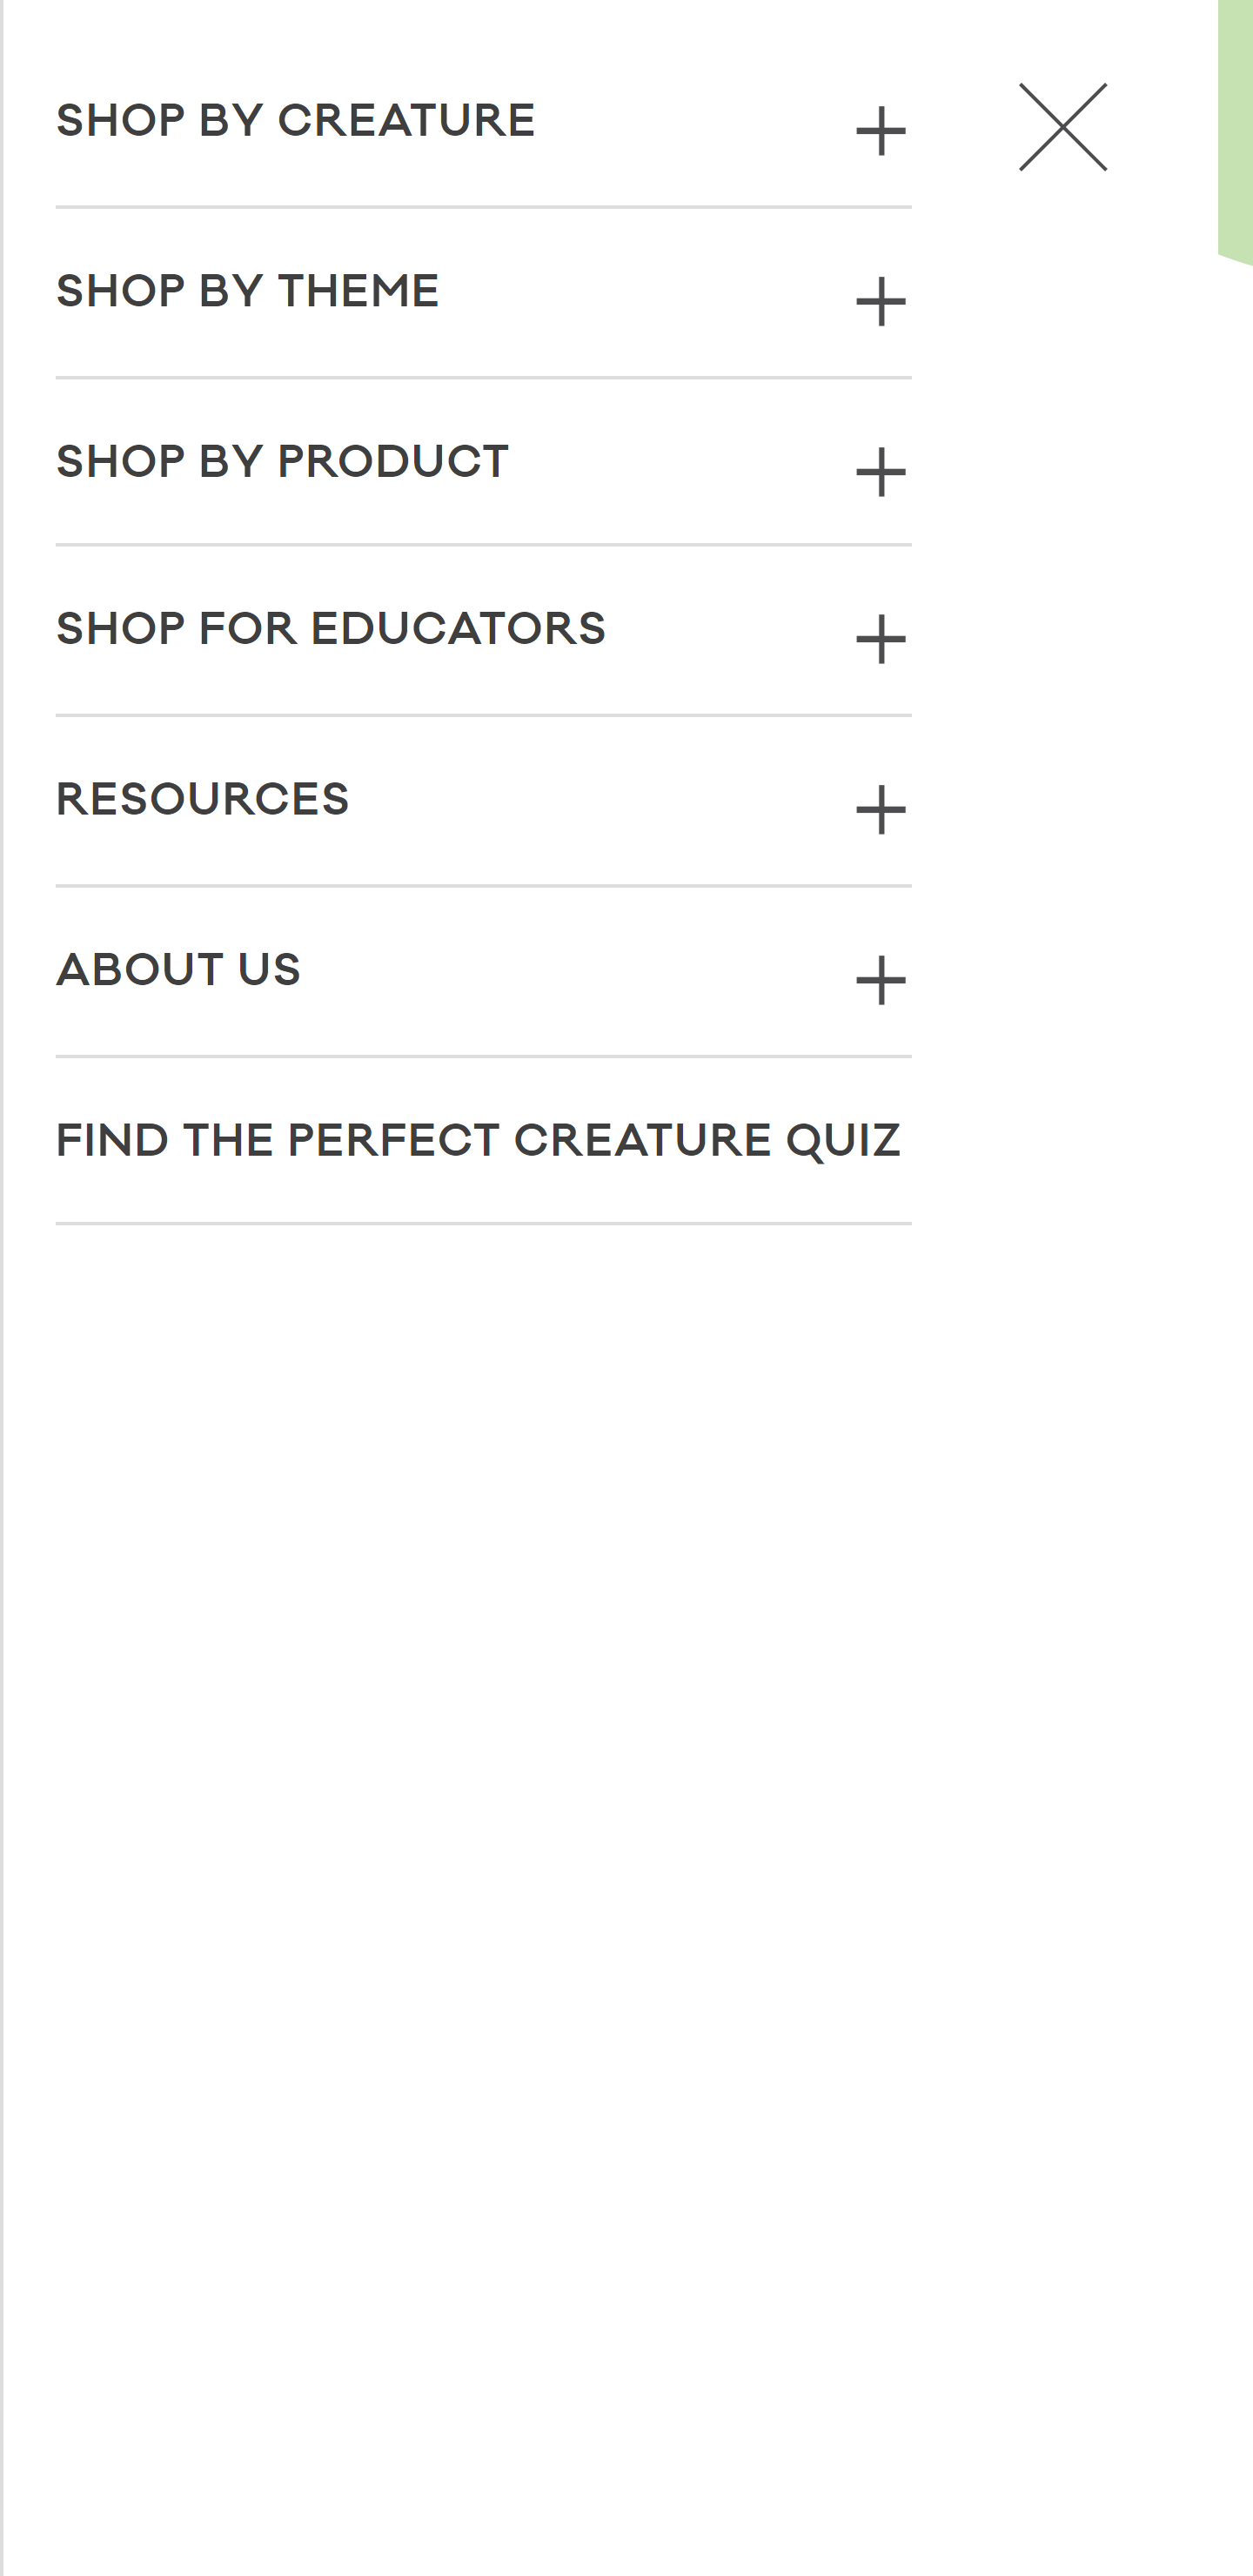 SHOP BY CREATURE
SHOP BY THEME
SHOP BY PRODUCT
SHOP FOR EDUCATORS
RESOURCES
ABOUT US
FIND THE PERFECT CREATURE QUIZ